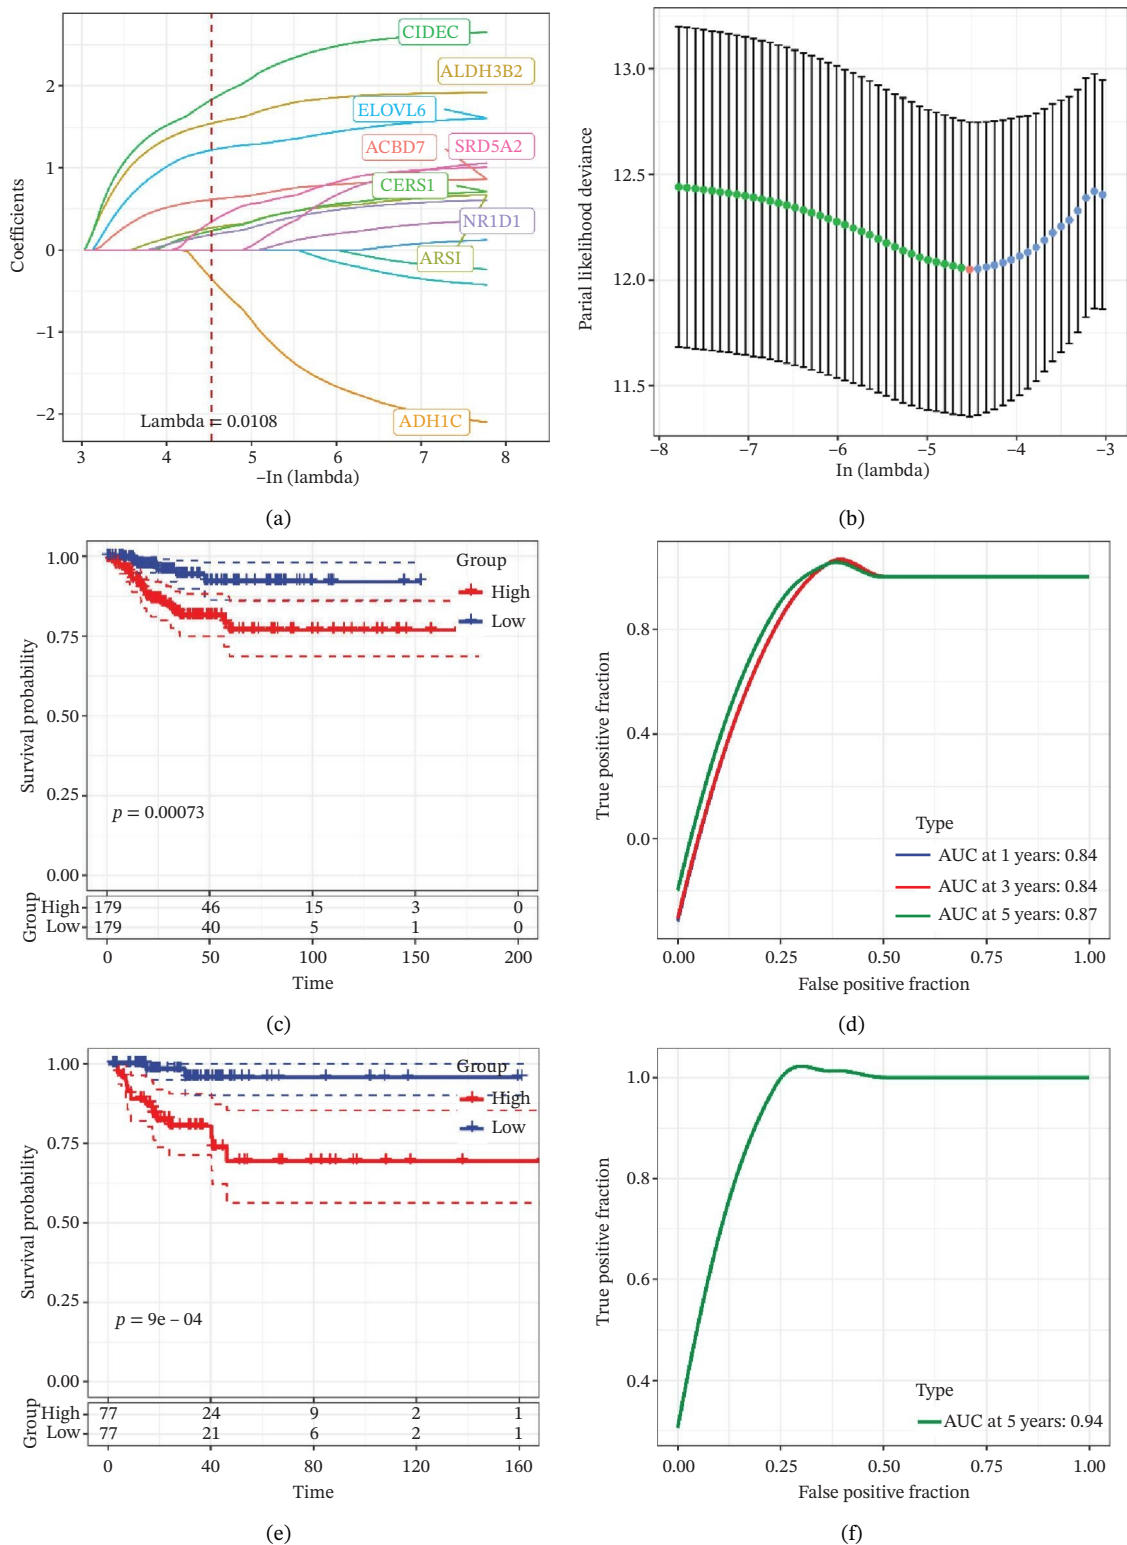 CIDEC
ALDH3B2
ELOVL6
ACBD7
SRD5A2
CERS1
NR1D1
ARSI
ADH1C
Lambda = 0.0108
Coefficients
2
1
0
−1
−2
3 4 5 6 7 8
−In (lambda)
(a)
Parial likelihood deviance
13.0
12.5
12.0
11.5
−8 −7 −6 −5 −4 −3
In (lambda)
(b)
Survival probability
1.00
0.75
0.50
0.25
0.00
Group
High
Low
p = 0.00073
Group
High 179 46 15 3 0
Low 179 40 5 1 0
0 50 100 150 200
Time
(c)
True positive fraction
0.8
0.4
0.0
Type
AUC at 1 years: 0.84
AUC at 3 years: 0.84
AUC at 5 years: 0.87
0.00 0.25 0.50 0.75 1.00
False positive fraction
(d)
Survival probability
1.00
0.75
0.50
0.25
0.00
Group
High
Low
p = 9e – 04
Group
High 77 24 9 2 1
Low 77 21 6 2 1
0 40 80 120 160
Time
(e)
True positive fraction
1.0
0.8
0.6
0.4
Type
AUC at 5 years: 0.94
0.00 0.25 0.50 0.75 1.00
False positive fraction
(f)